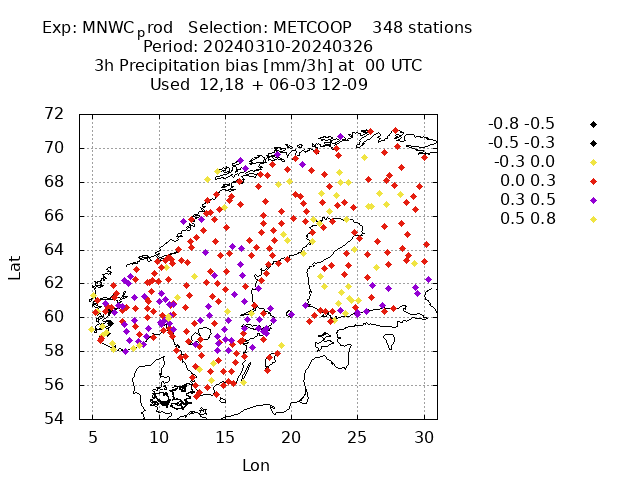 Exp: MNWC_prod Selection: METCOOP 348 stations
Period: 20240310-20240326
3h Precipitation bias [mm/3h] at 00 UTC
Used 12,18 + 06-03 12-09
-0.8 -0.5
-0.5 -0.3
-0.3 0.0
0.0 0.3
0.3 0.5
0.5 0.8
72
70
68
66
64
62
60
58
56
54
Lat
5 10 15 20 25 30
Lon